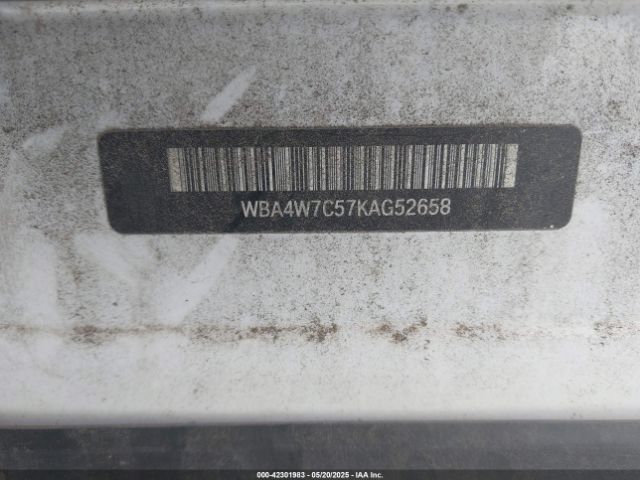 WBA4W7C57KAG52658
000-42301983 — 05/20/2025 — IAA Inc.